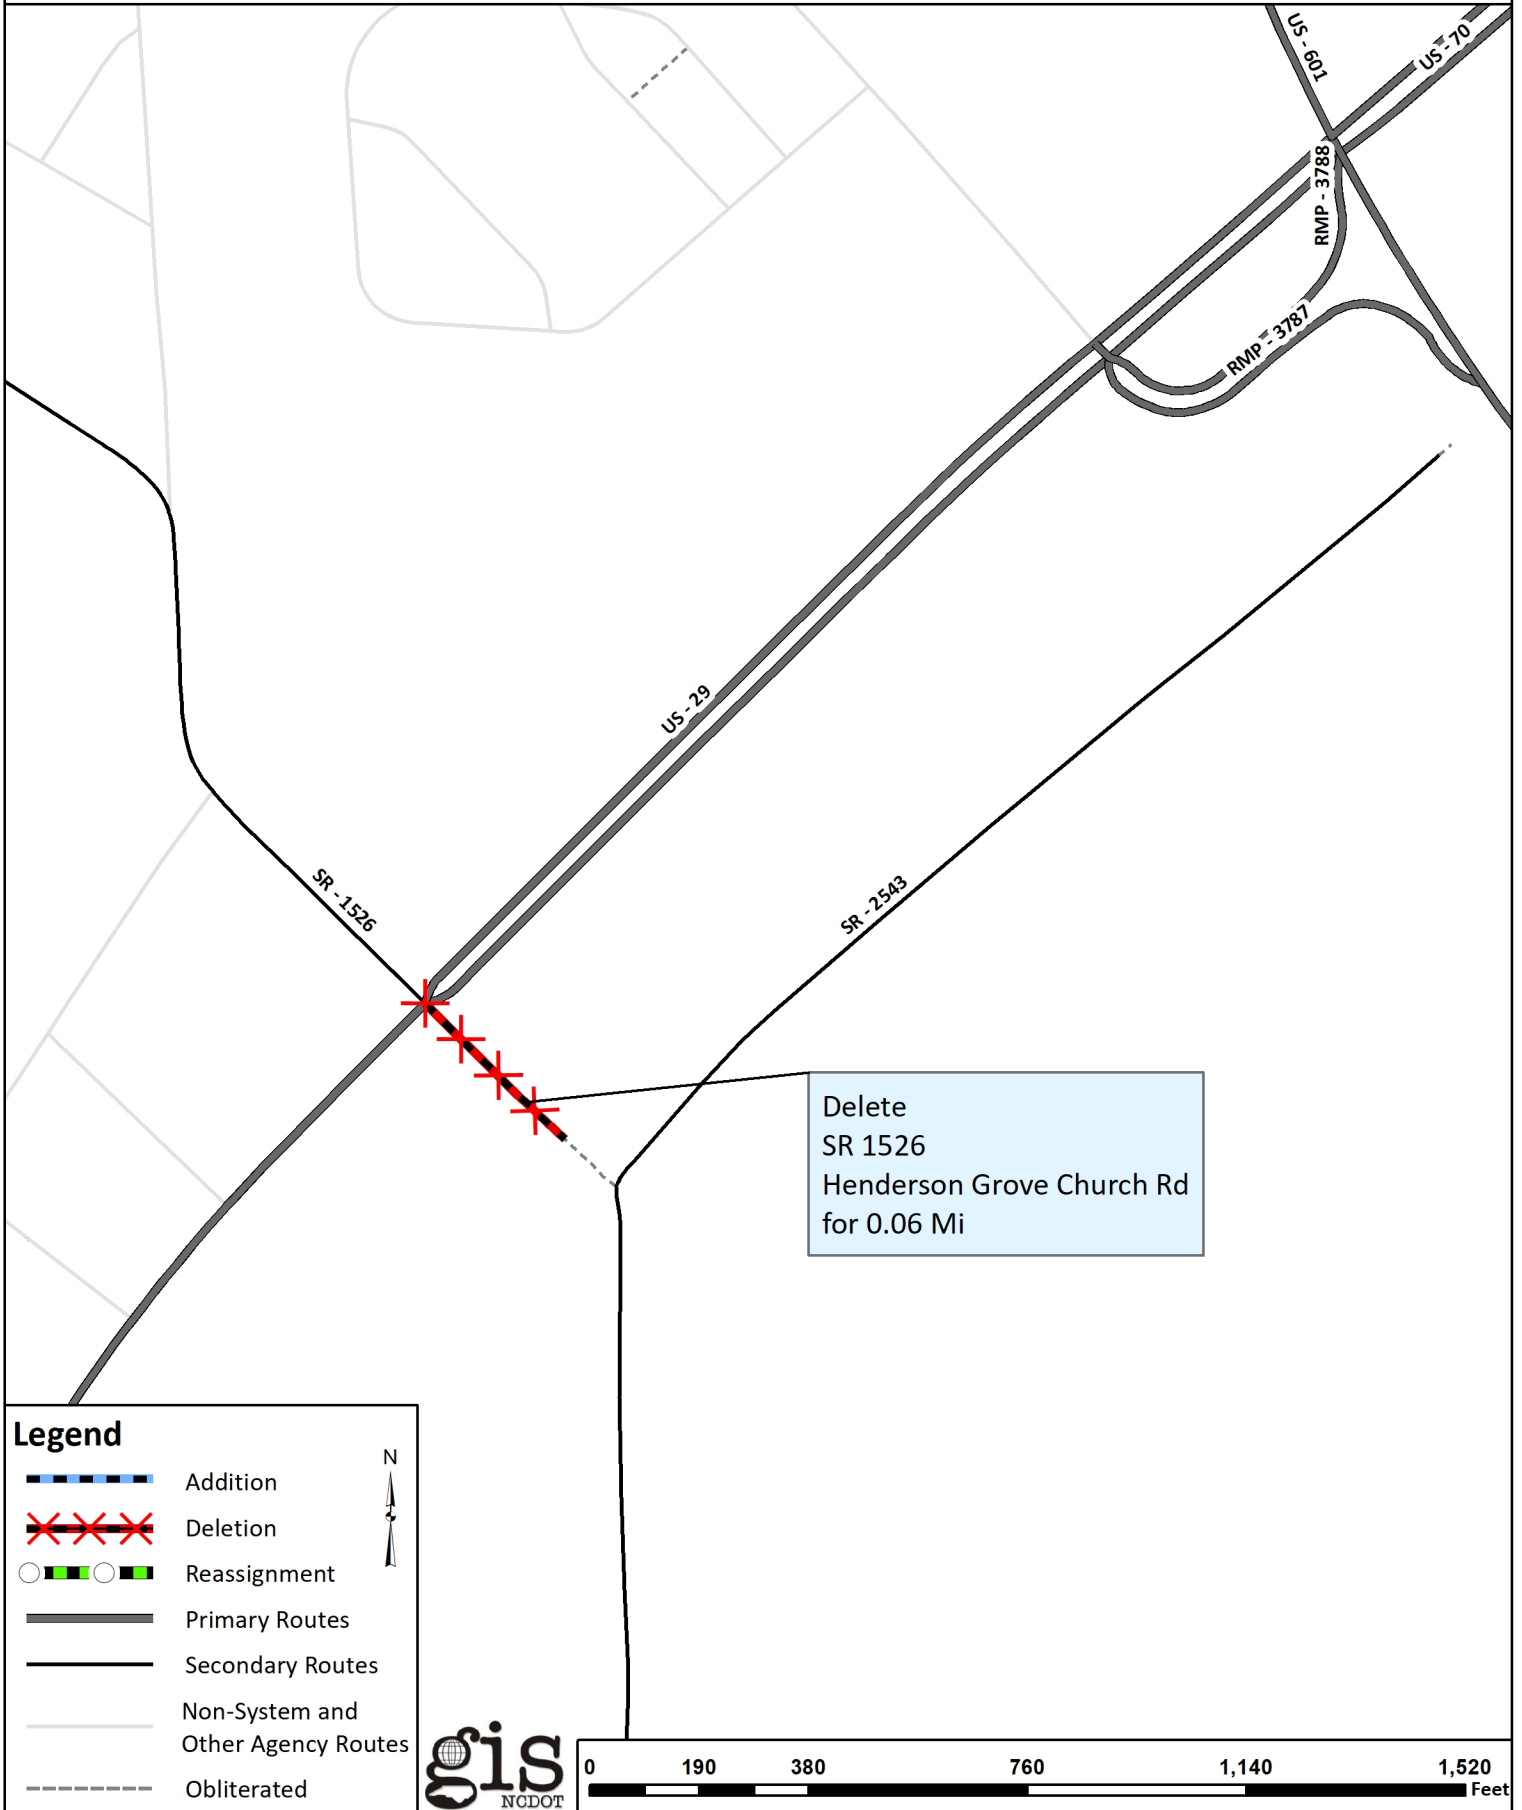 US - 601
US - 70
RMP - 3788
RMP - 3787
US - 29
SR - 1526
SR - 2543
Delete
SR 1526
Henderson Grove Church Rd
for 0.06 Mi
Legend
N
Addition
Deletion
Reassignment
Primary Routes
Secondary Routes
Non-System and
Other Agency Routes
Obliterated
gis
NCDOT
0 190 380 760 1,140 1,520
Feet